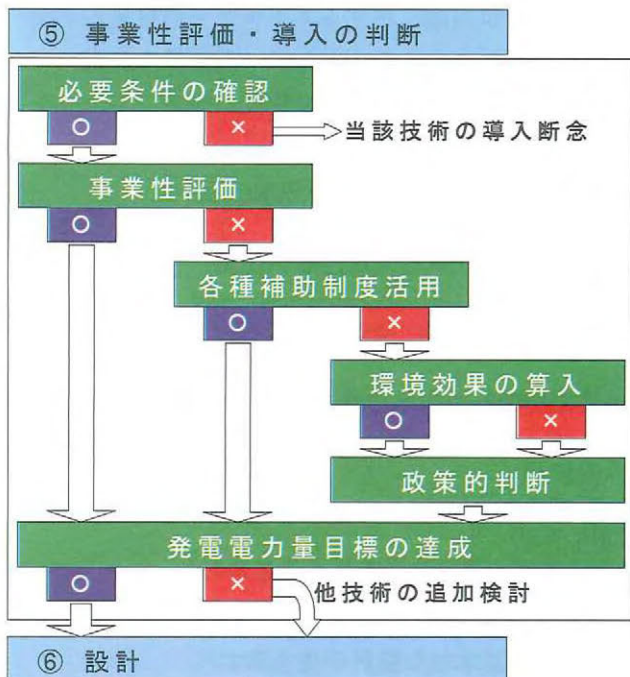 ⑤ 事業性評価・導入の判断
必要条件の確認
○ ×
当該技術の導入断念
事業性評価
○ ×
各種補助制度活用
○ ×
環境効果の算入
○ ×
政策的判断
発電電力量目標の達成
○ ×
他技術の追加検討
⑥ 設計